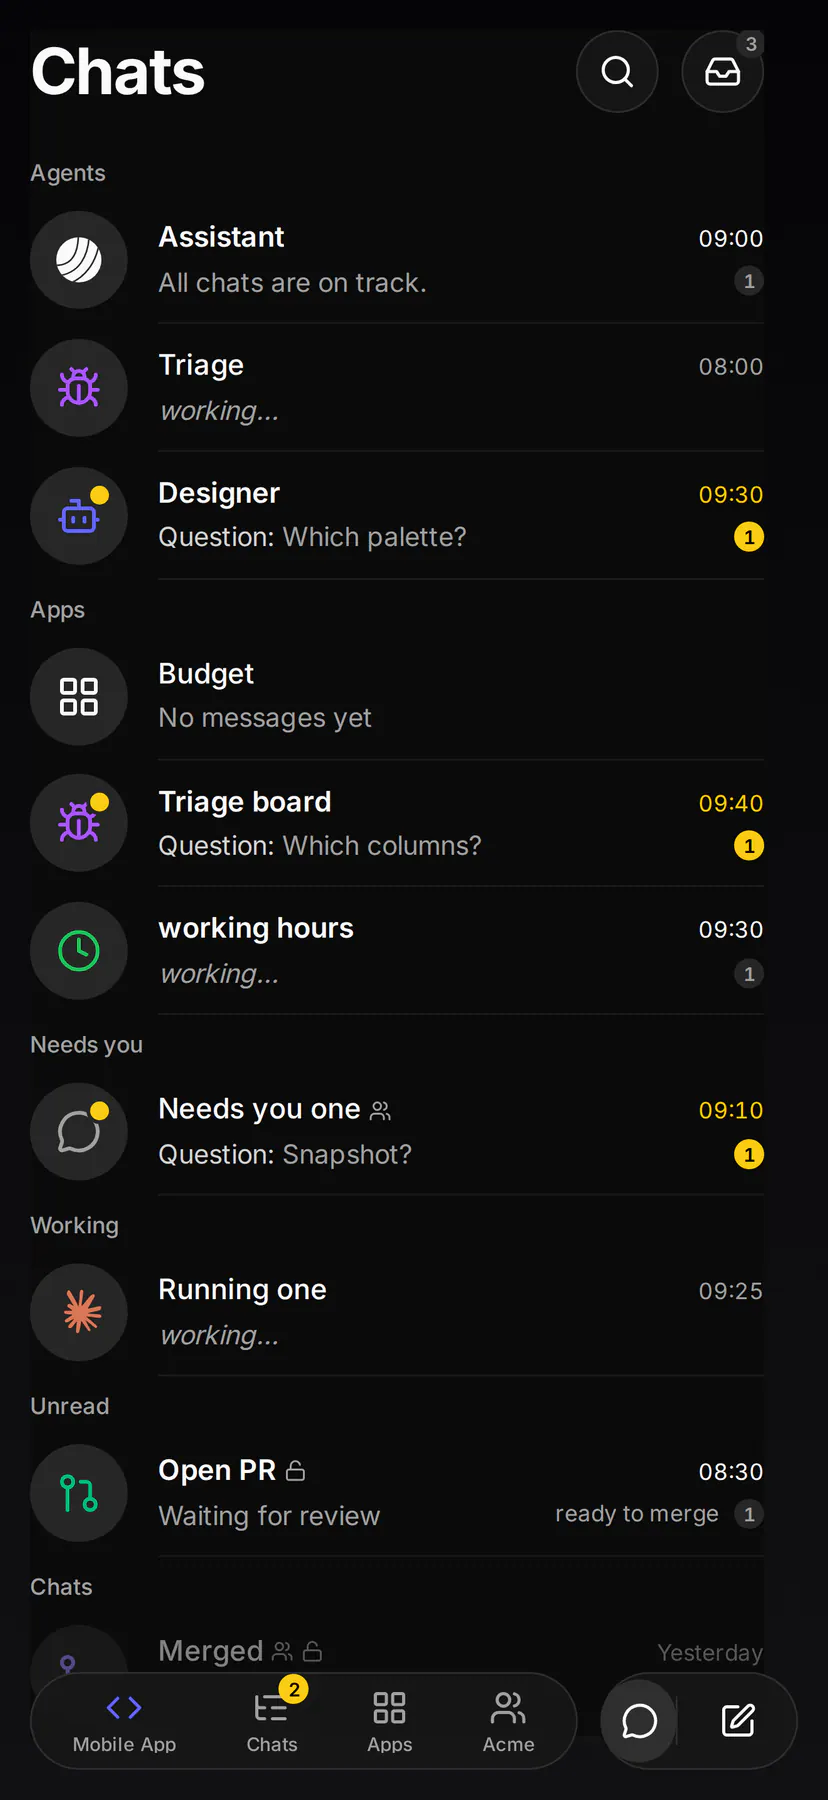 Chats
3
Agents
Assistant
09:00
All chats are on track.
1
Triage
08:00
working...
Designer
09:30
Question: Which palette?
1
Apps
Budget
No messages yet
Triage board
09:40
Question: Which columns?
1
working hours
09:30
working...
1
Needs you
Needs you one
09:10
Question: Snapshot?
1
Working
Running one
09:25
working...
Unread
Open PR
08:30
Waiting for review
ready to merge
1
Chats
Merged
Yesterday
2
Mobile App
Chats
Apps
Acme